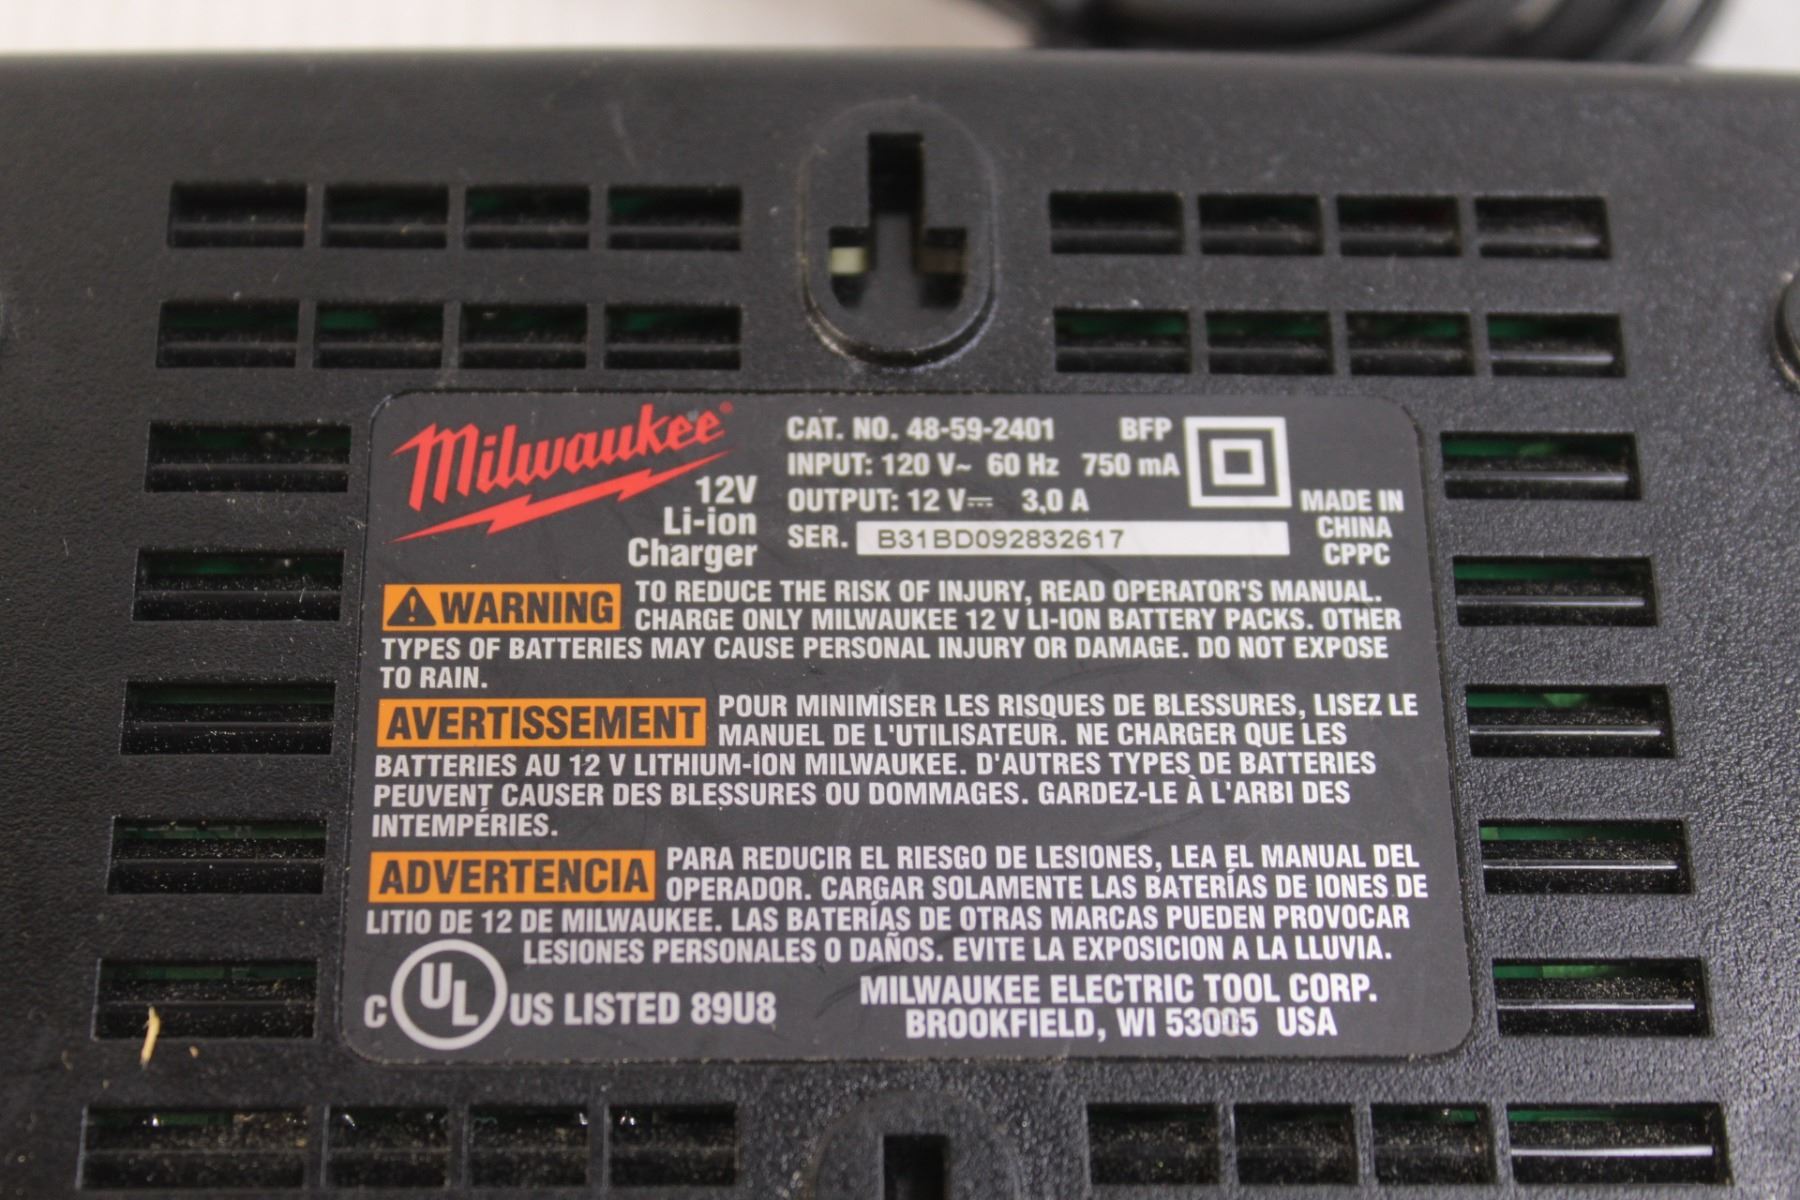 Milwaukee®
12V
Li-ion
Charger
CAT. NO. 48-59-2401 BFP
INPUT: 120 V~ 60 Hz 750 mA
OUTPUT: 12 V⎓ 3,0 A
SER. B31BD092832617
MADE IN
CHINA
CPPC
⚠WARNING TO REDUCE THE RISK OF INJURY, READ OPERATOR'S MANUAL.
CHARGE ONLY MILWAUKEE 12 V LI-ION BATTERY PACKS. OTHER
TYPES OF BATTERIES MAY CAUSE PERSONAL INJURY OR DAMAGE. DO NOT EXPOSE
TO RAIN.
AVERTISSEMENT POUR MINIMISER LES RISQUES DE BLESSURES, LISEZ LE
MANUEL DE L'UTILISATEUR. NE CHARGER QUE LES
BATTERIES AU 12 V LITHIUM-ION MILWAUKEE. D'AUTRES TYPES DE BATTERIES
PEUVENT CAUSER DES BLESSURES OU DOMMAGES. GARDEZ-LE À L'ARBI DES
INTEMPÉRIES.
ADVERTENCIA PARA REDUCIR EL RIESGO DE LESIONES, LEA EL MANUAL DEL
OPERADOR. CARGAR SOLAMENTE LAS BATERÍAS DE IONES DE
LITIO DE 12 DE MILWAUKEE. LAS BATERÍAS DE OTRAS MARCAS PUEDEN PROVOCAR
LESIONES PERSONALES O DAÑOS. EVITE LA EXPOSICION A LA LLUVIA.
C UL US LISTED 89U8
MILWAUKEE ELECTRIC TOOL CORP.
BROOKFIELD, WI 53005 USA